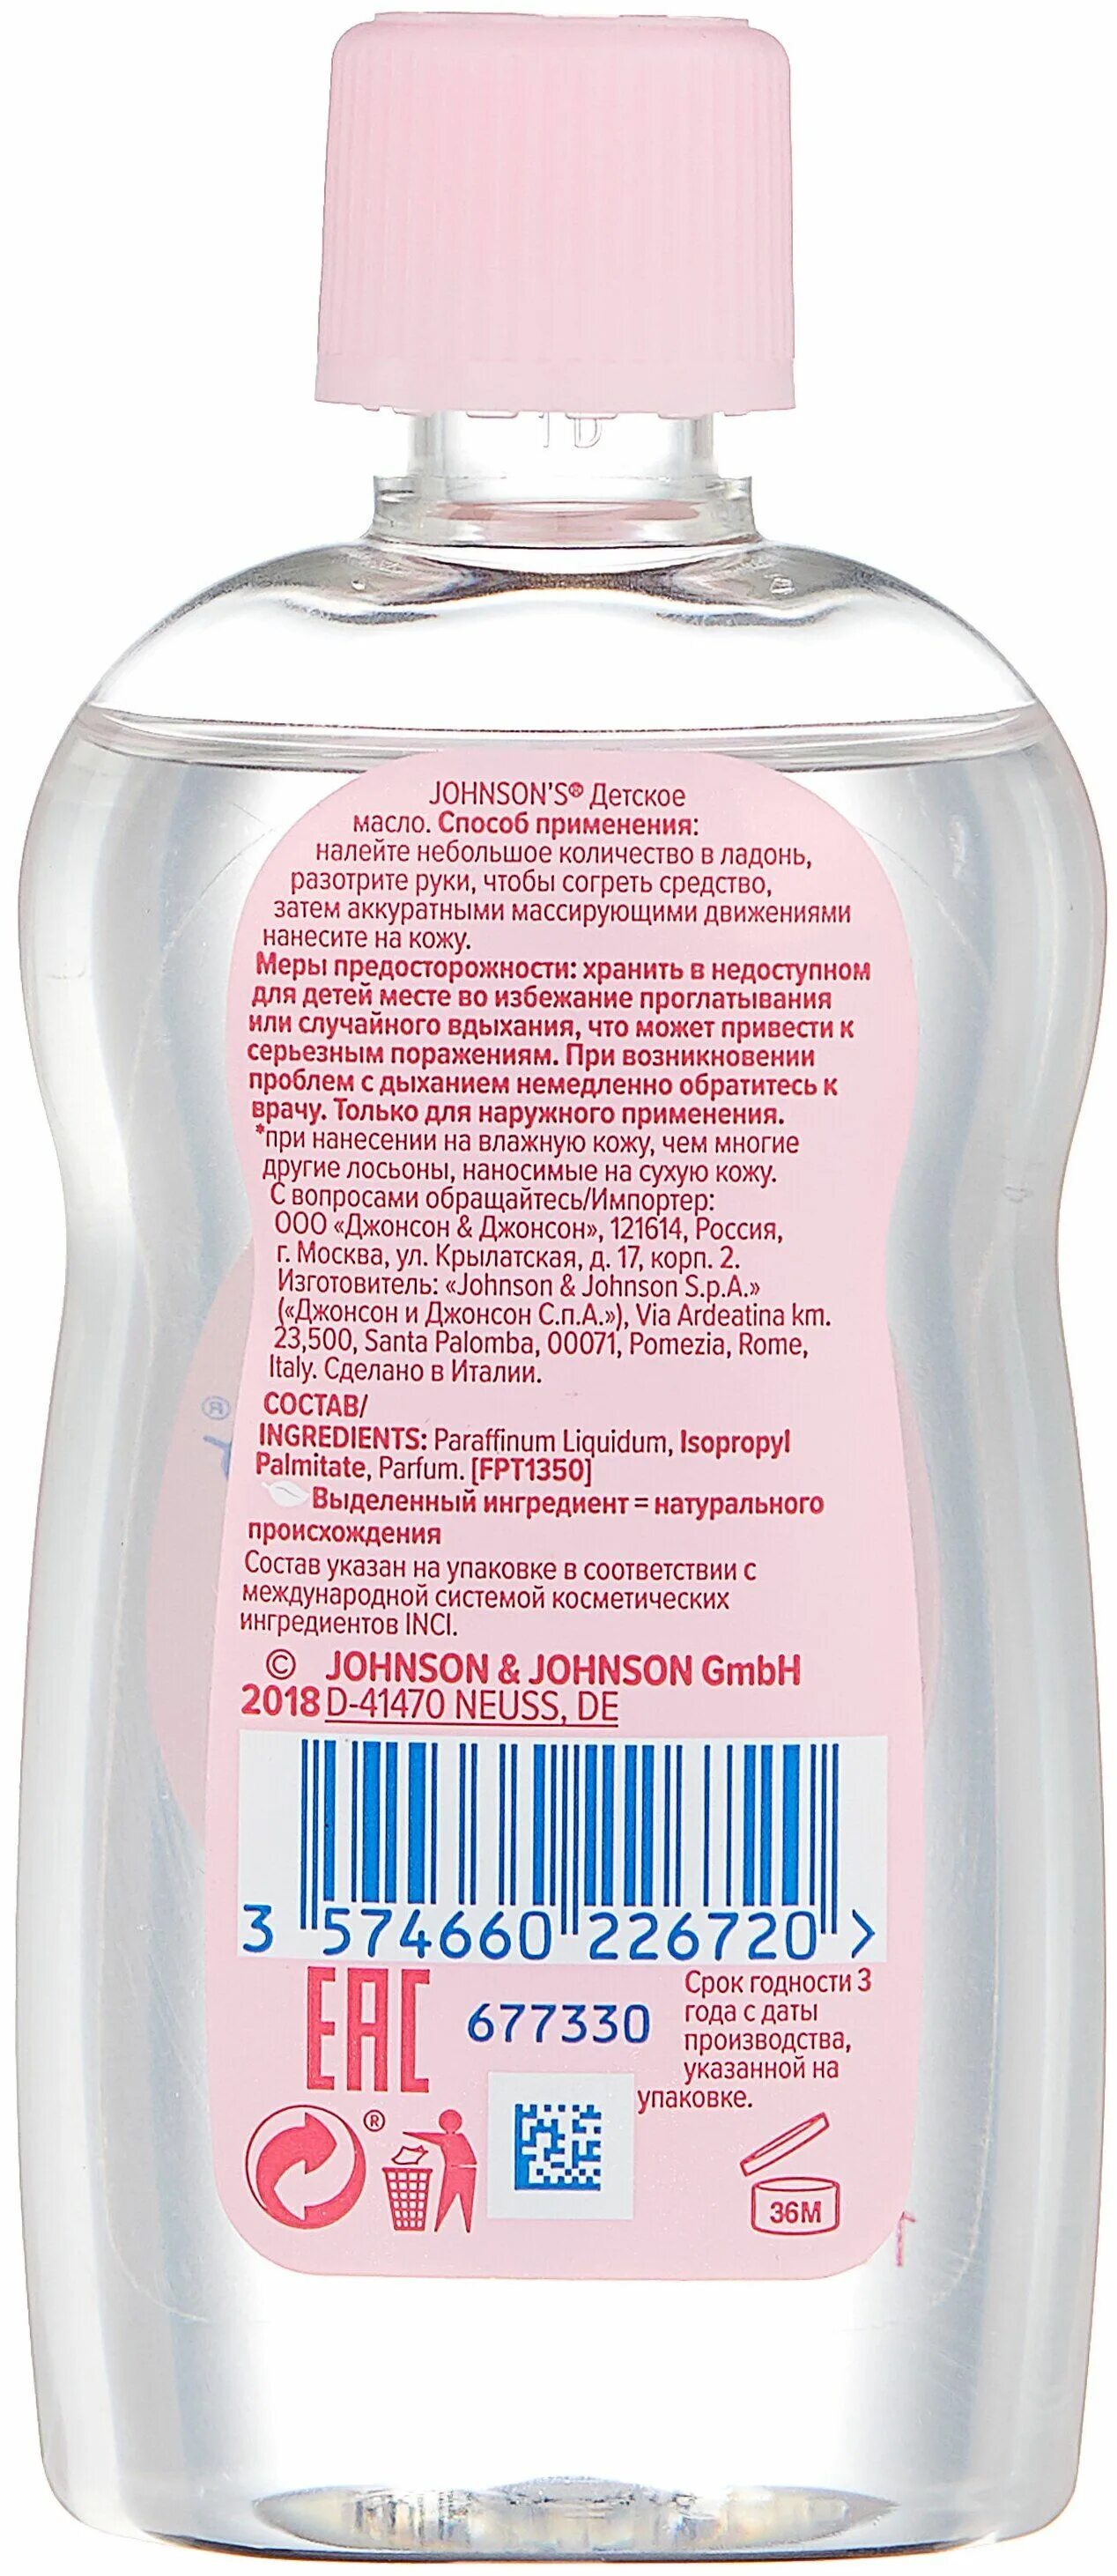 JOHNSON'S® Детское
масло. Способ применения:
налейте небольшое количество в ладонь,
разотрите руки, чтобы согреть средство,
затем аккуратными массирующими движениями
нанесите на кожу.
Меры предосторожности: хранить в недоступном
для детей месте во избежание проглатывания
или случайного вдыхания, что может привести к
серьезным поражениям. При возникновении
проблем с дыханием немедленно обратитесь к
врачу. Только для наружного применения.
*при нанесении на влажную кожу, чем многие
другие лосьоны, наносимые на сухую кожу.
С вопросами обращайтесь/Импортер:
ООО «Джонсон & Джонсон», 121614, Россия,
г. Москва, ул. Крылатская, д. 17, корп. 2.
Изготовитель: «Johnson & Johnson S.p.A.»
(«Джонсон и Джонсон С.п.А.»), Via Ardeatina km.
23,500, Santa Palomba, 00071, Pomezia, Rome,
Italy. Сделано в Италии.
СОСТАВ/
INGREDIENTS: Paraffinum Liquidum, Isopropyl
Palmitate, Parfum. [FPT1350]
Выделенный ингредиент = натурального
происхождения
Состав указан на упаковке в соответствии с
международной системой косметических
ингредиентов INCI.
© JOHNSON & JOHNSON GmbH
2018 D-41470 NEUSS, DE
3 574660 226720 >
EAC
677330
Срок годности 3
года с даты
производства,
указанной на
упаковке.
®
36M